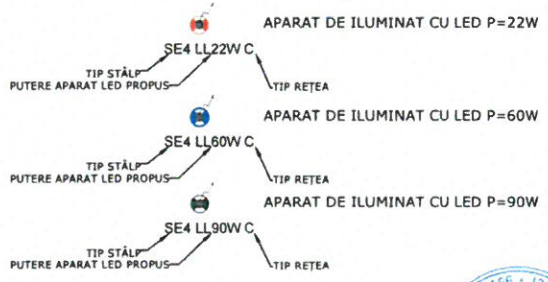 APARAT DE ILUMINAT CU LED P=22W
SE4 LL22W C
TIP STÂLP
PUTERE APARAT LED PROPUS
TIP REȚEA
APARAT DE ILUMINAT CU LED P=60W
SE4 LL60W C
TIP STÂLP
PUTERE APARAT LED PROPUS
TIP REȚEA
APARAT DE ILUMINAT CU LED P=90W
SE4 LL90W C
TIP STÂLP
PUTERE APARAT LED PROPUS
TIP REȚEA